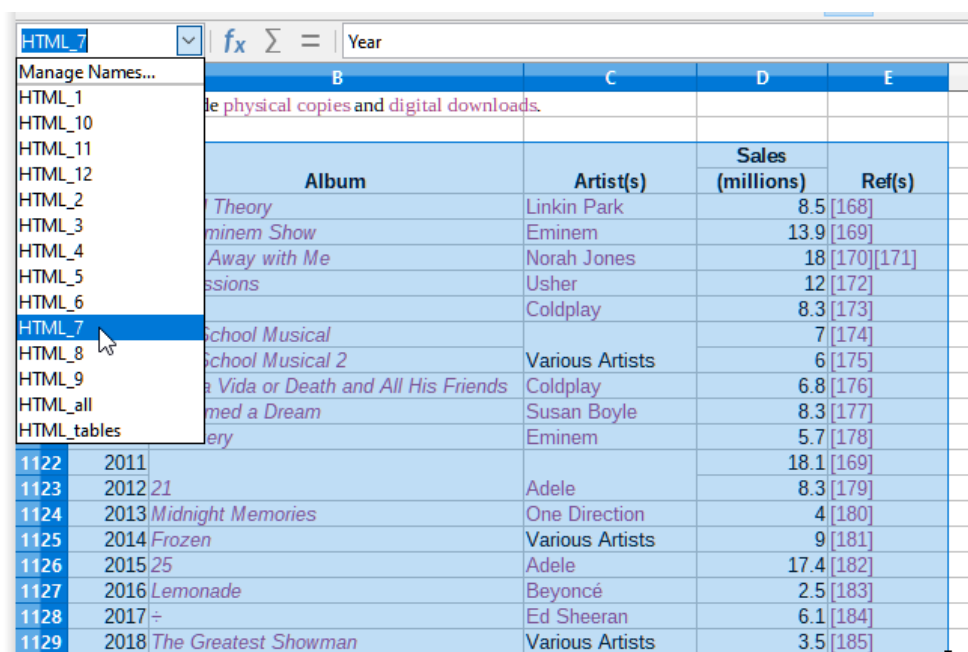 HTML_7 fx Σ = Year
Manage Names... B C D E
HTML_1 de physical copies and digital downloads.
HTML_10
HTML_11 Sales
HTML_12 Album Artist(s) (millions) Ref(s)
HTML_2 Theory Linkin Park 8.5 [168]
HTML_3 minem Show Eminem 13.9 [169]
HTML_4 Away with Me Norah Jones 18 [170][171]
HTML_5 ssions Usher 12 [172]
HTML_6 Coldplay 8.3 [173]
HTML_7 School Musical 7 [174]
HTML_8 School Musical 2 Various Artists 6 [175]
HTML_9 a Vida or Death and All His Friends Coldplay 6.8 [176]
HTML_all med a Dream Susan Boyle 8.3 [177]
HTML_tables ery Eminem 5.7 [178]
1122 2011 18.1 [169]
1123 2012 21 Adele 8.3 [179]
1124 2013 Midnight Memories One Direction 4 [180]
1125 2014 Frozen Various Artists 9 [181]
1126 2015 25 Adele 17.4 [182]
1127 2016 Lemonade Beyoncé 2.5 [183]
1128 2017 ÷ Ed Sheeran 6.1 [184]
1129 2018 The Greatest Showman Various Artists 3.5 [185]